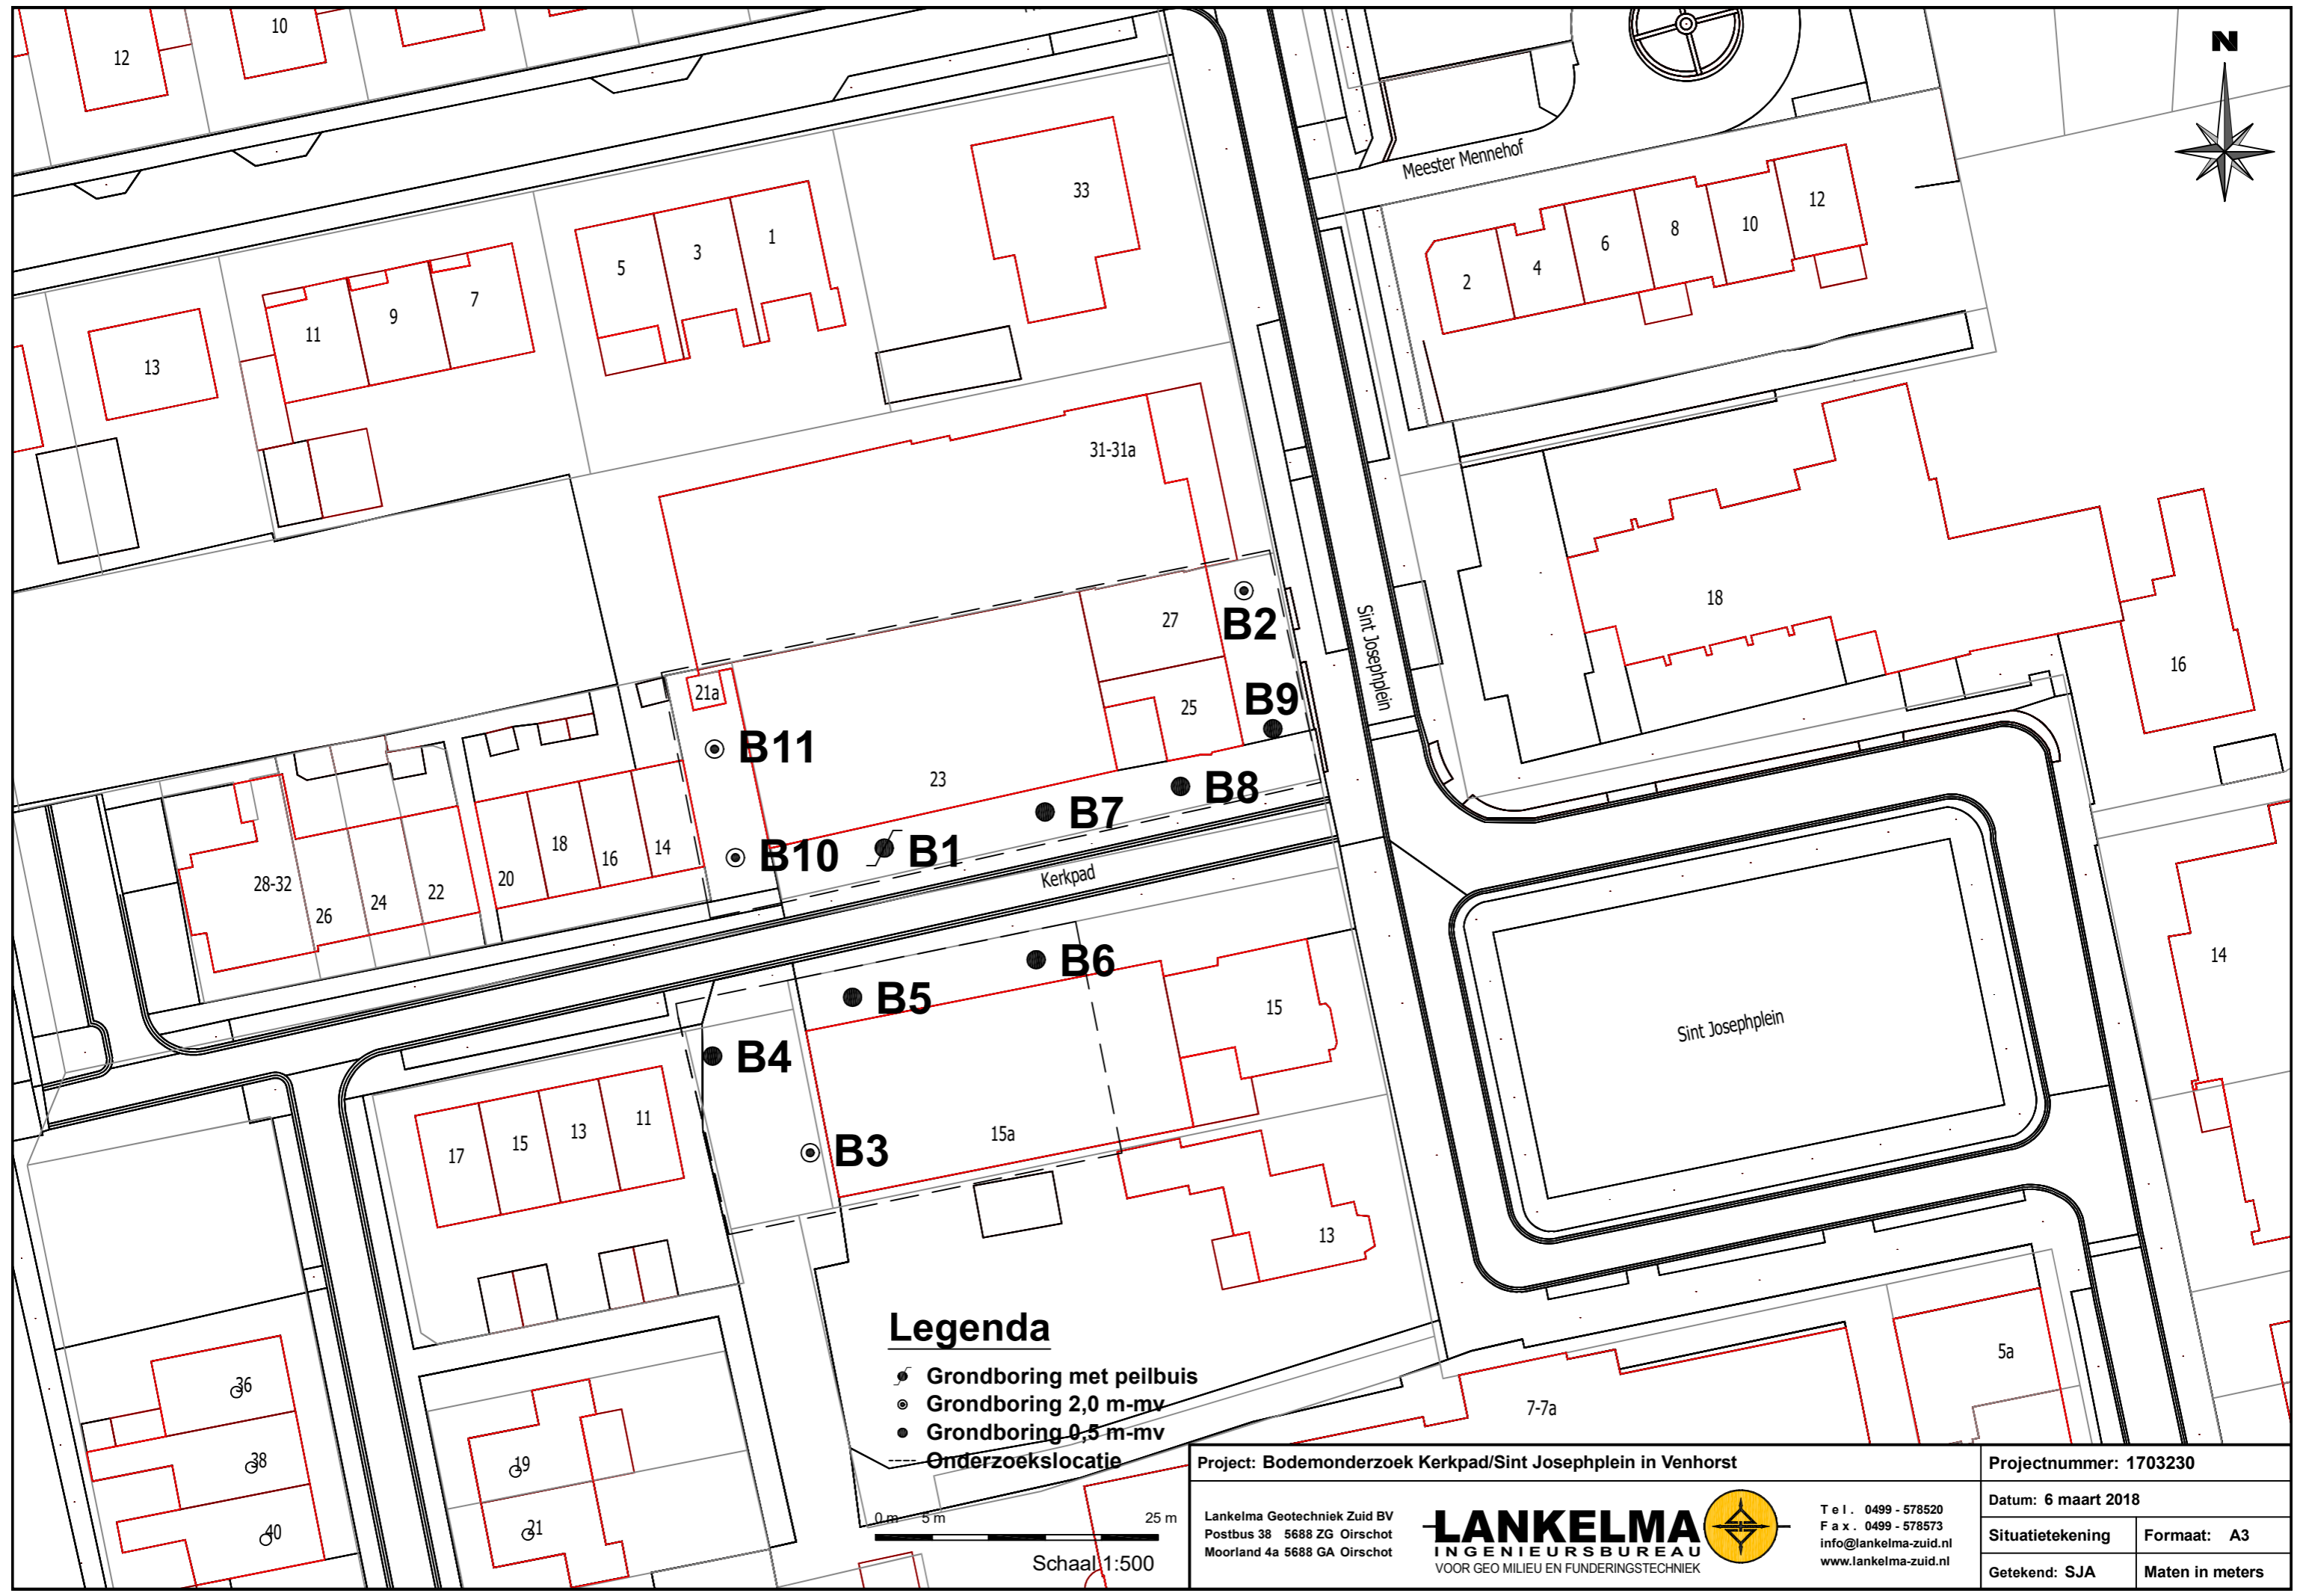 12
10
N
33
Meester Mennehof
12
10
8
6
4
2
1
3
5
7
9
11
13
31-31a
18
16
27
B2
Sint Josephplein
21a
25
B9
B11
23
B8
B7
B1
B10
14
16
18
20
22
24
26
28-32
Kerkpad
B6
B5
B4
B3
15
15a
Sint Josephplein
14
11
13
15
17
13
5a
7-7a
36
38
40
19
21
Legenda
Grondboring met peilbuis
Grondboring 2,0 m-mv
Grondboring 0,5 m-mv
Onderzoekslocatie
0 m 5 m 25 m
Schaal 1:500
Project: Bodemonderzoek Kerkpad/Sint Josephplein in Venhorst
Projectnummer: 1703230
Lankelma Geotechniek Zuid BV
Postbus 38 5688 ZG Oirschot
Moorland 4a 5688 GA Oirschot
LANKELMA
INGENIEURSBUREAU
VOOR GEO MILIEU EN FUNDERINGSTECHNIEK
Tel. 0499 - 578520
Fax. 0499 - 578573
info@lankelma-zuid.nl
www.lankelma-zuid.nl
Datum: 6 maart 2018
Situatietekening
Formaat: A3
Getekend: SJA
Maten in meters